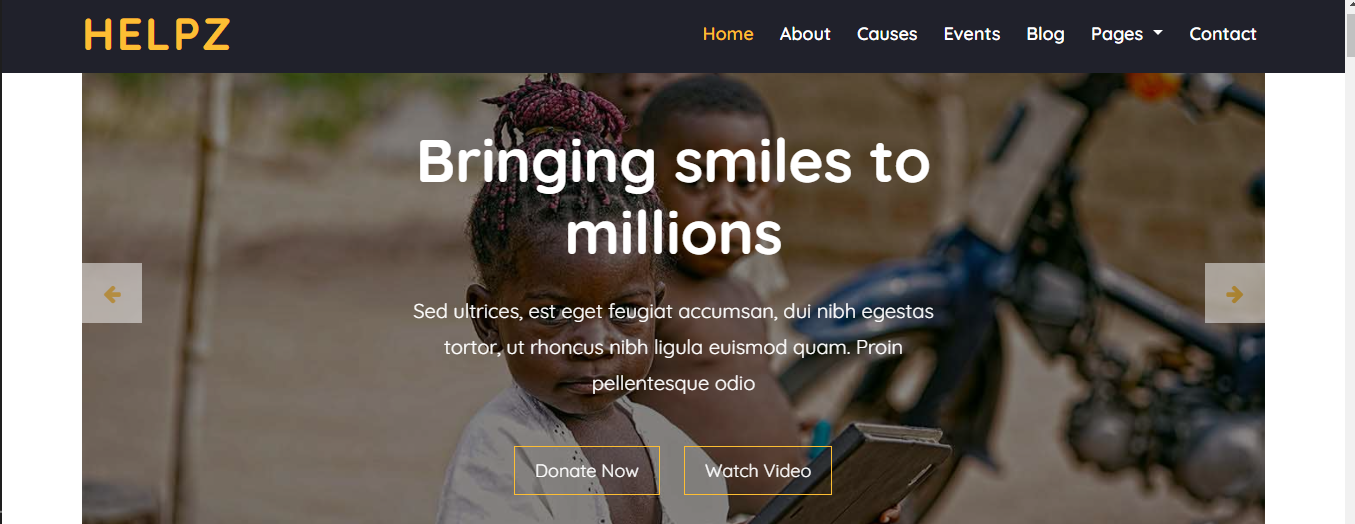 HELPZ
Home About Causes Events Blog Pages Contact
Bringing smiles to
millions
Sed ultrices, est eget feugiat accumsan, dui nibh egestas
tortor, ut rhoncus nibh ligula euismod quam. Proin
pellentesque odio
Donate Now Watch Video